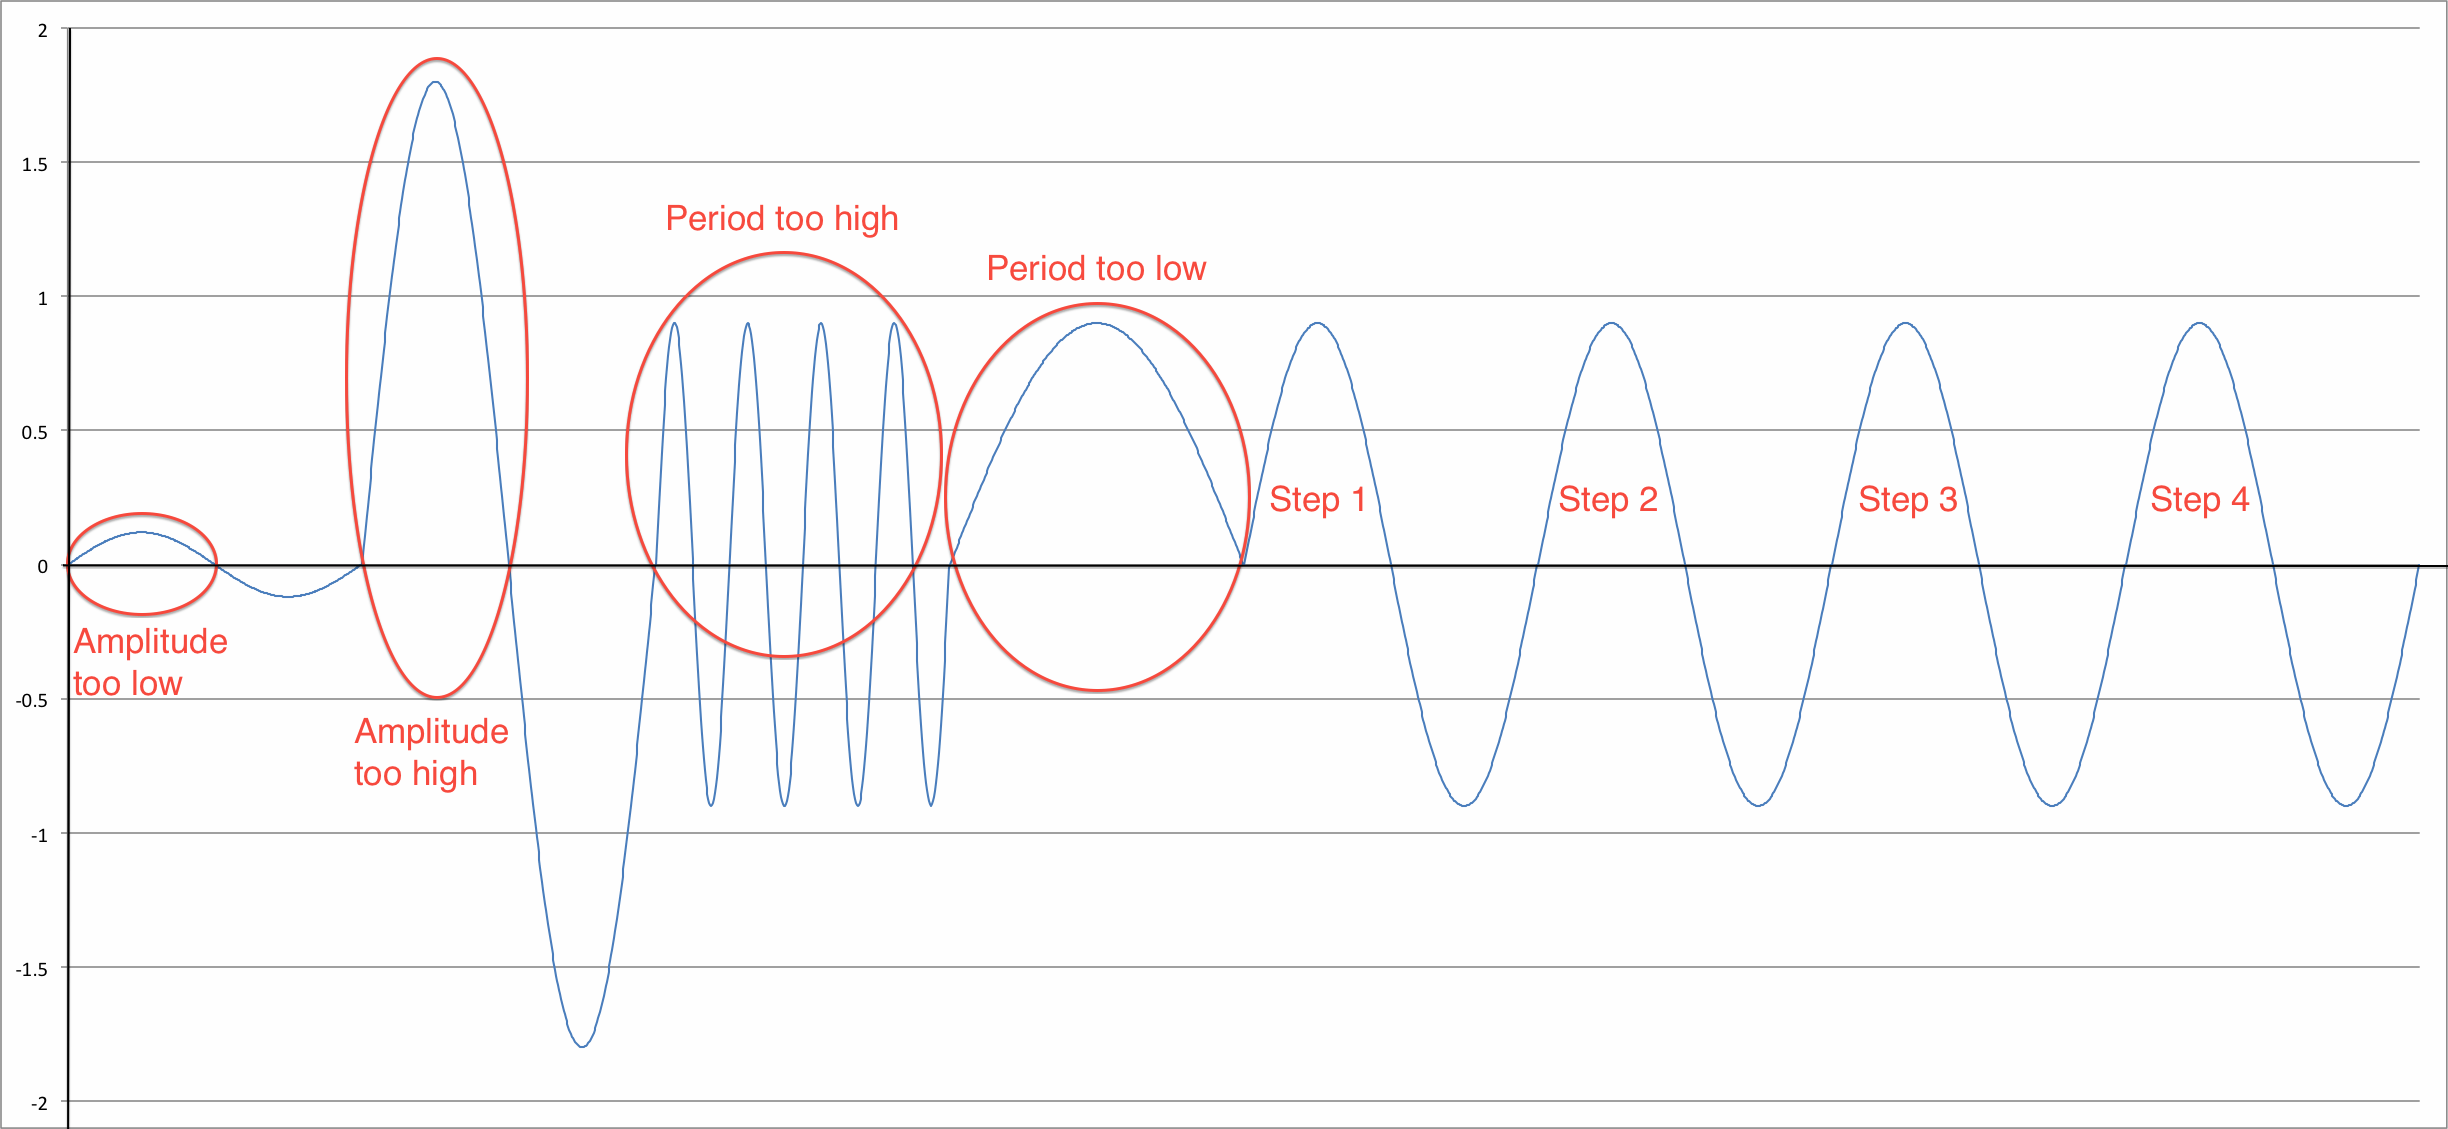 2
1.5
1
0.5
0
-0.5
-1
-1.5
-2
Amplitude
too low
Amplitude
too high
Period too high
Period too low
Step 1
Step 2
Step 3
Step 4